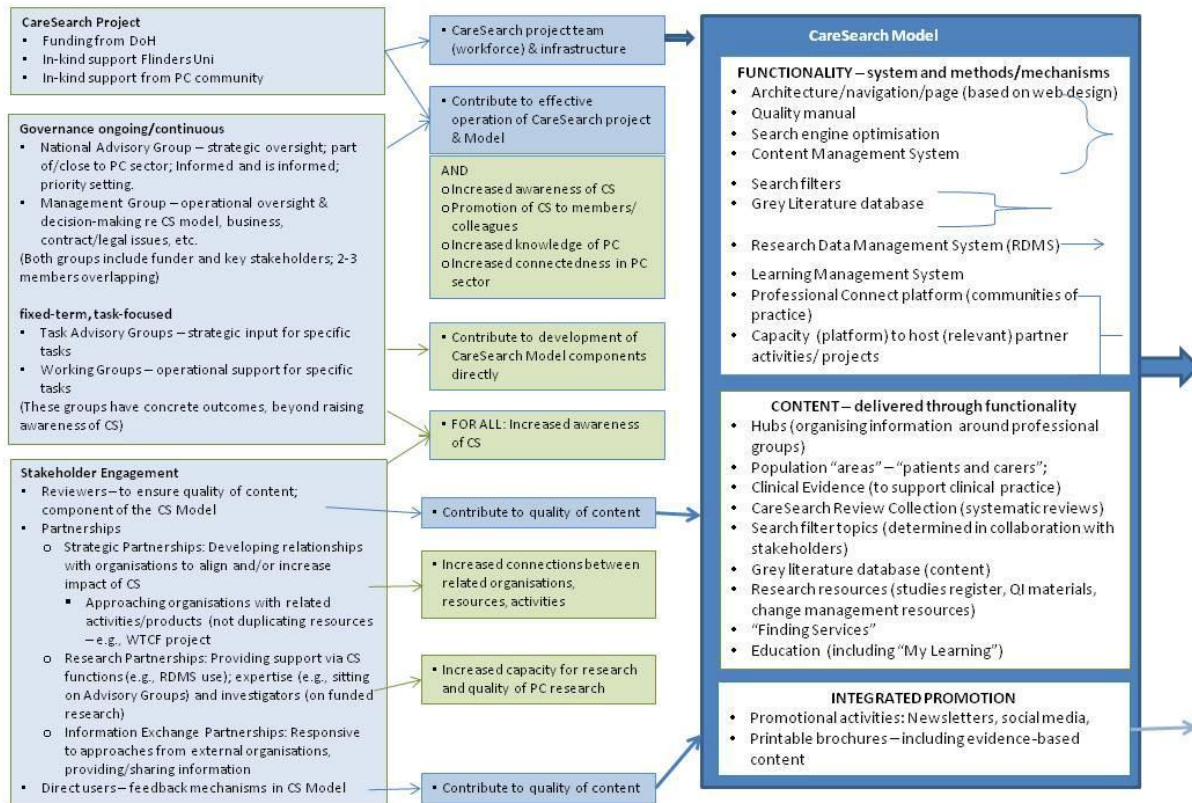 CareSearch Project
• Funding from DoH
• In-kind support Flinders Uni
• In-kind support from PC community
Governance ongoing/continuous
• National Advisory Group – strategic oversight; part
of/close to PC sector; Informed and is informed;
priority setting.
• Management Group – operational oversight &
decision-making re CS model, business,
contract/legal issues, etc.
(Both groups include funder and key stakeholders; 2-3
members overlapping)
fixed-term, task-focused
• Task Advisory Groups – strategic input for specific
tasks
• Working Groups – operational support for specific
tasks
(These groups have concrete outcomes, beyond raising
awareness of CS)
Stakeholder Engagement
• Reviewers – to ensure quality of content;
component of the CS Model
• Partnerships
o Strategic Partnerships: Developing relationships
with organisations to align and/or increase
impact of CS
▪ Approaching organisations with related
activities/products (not duplicating resources
– e.g., WTCF project
o Research Partnerships: Providing support via CS
functions (e.g., RDMS use); expertise (e.g., sitting
on Advisory Groups) and investigators (on funded
research)
o Information Exchange Partnerships: Responsive
to approaches from external organisations,
providing/sharing information
• Direct users – feedback mechanisms in CS Model
▪ CareSearch project team
(workforce) & infrastructure
▪ Contribute to effective
operation of CareSearch project
& Model
AND
o Increased awareness of CS
o Promotion of CS to members/
colleagues
o Increased knowledge of PC
o Increased connectedness in PC
sector
▪ Contribute to development of
CareSearch Model components
directly
▪ FOR ALL: Increased awareness
of CS
▪ Contribute to quality of content
▪ Increased connections between
related organisations,
resources, activities
▪ Increased capacity for research
and quality of PC research
▪ Contribute to quality of content
CareSearch Model
FUNCTIONALITY – system and methods/mechanisms
• Architecture/navigation/page (based on web design)
• Quality manual
• Search engine optimisation
• Content Management System
• Search filters
• Grey Literature database
• Research Data Management System (RDMS)
• Learning Management System
• Professional Connect platform (communities of
practice)
• Capacity (platform) to host (relevant) partner
activities/ projects
CONTENT – delivered through functionality
• Hubs (organising information around professional
groups)
• Population “areas” – “patients and carers”;
• Clinical Evidence (to support clinical practice)
• CareSearch Review Collection (systematic reviews)
• Search filter topics (determined in collaboration with
stakeholders)
• Grey literature database (content)
• Research resources (studies register, QI materials,
change management resources)
• “Finding Services”
• Education (including “My Learning”)
INTEGRATED PROMOTION
• Promotional activities: Newsletters, social media,
• Printable brochures – including evidence-based
content